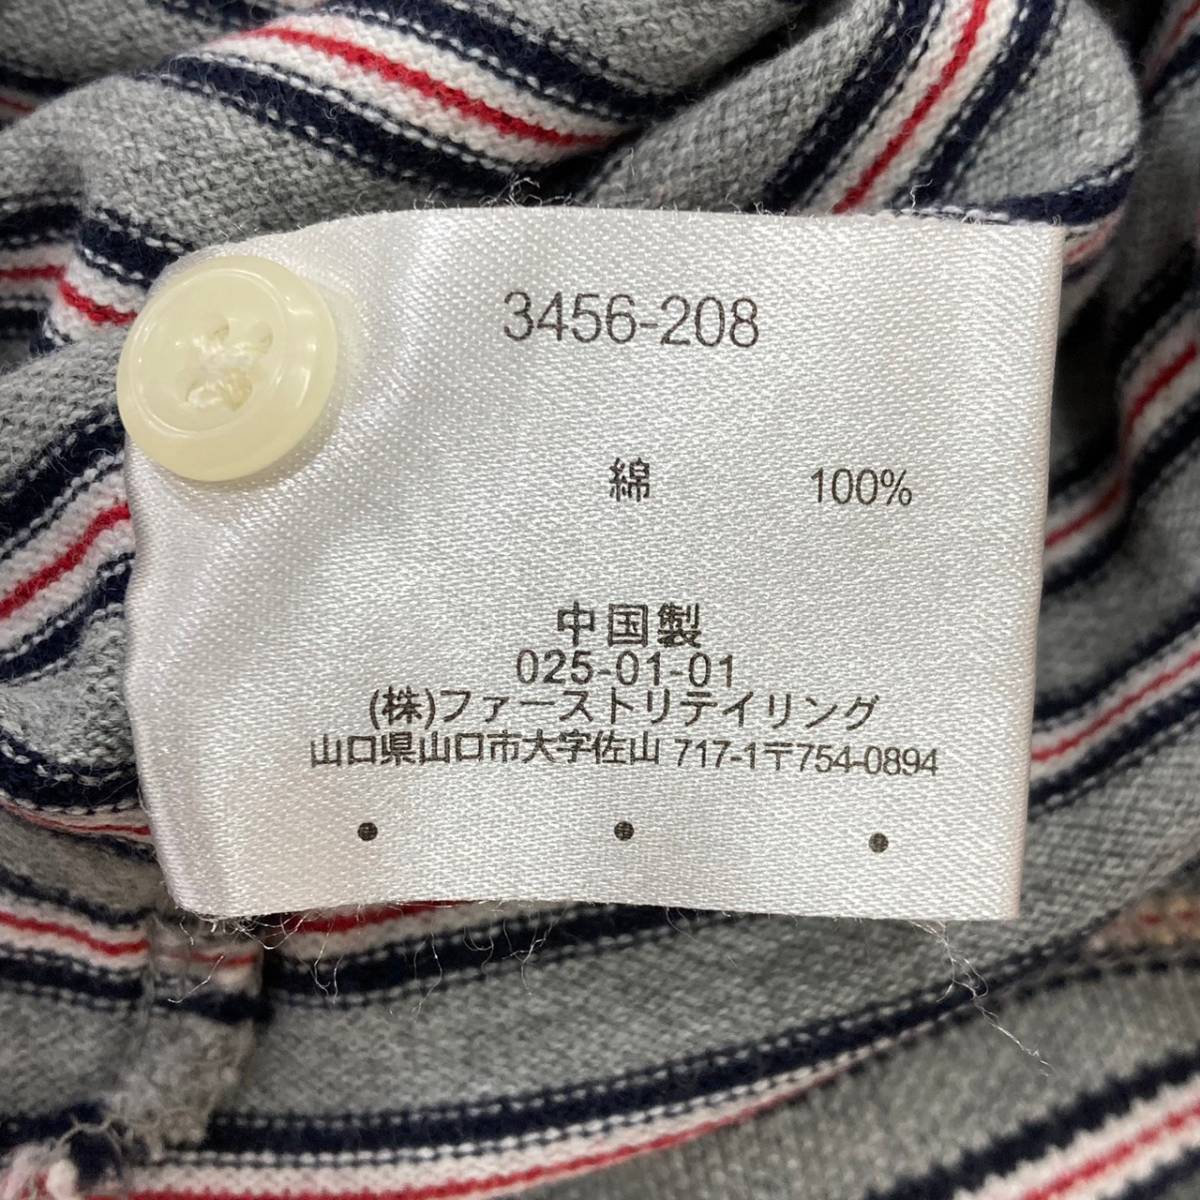 3456-208
綿 100%
中国製
025-01-01
(株)ファーストリテイリング
山口県山口市大字佐山 717-1〒754-0894